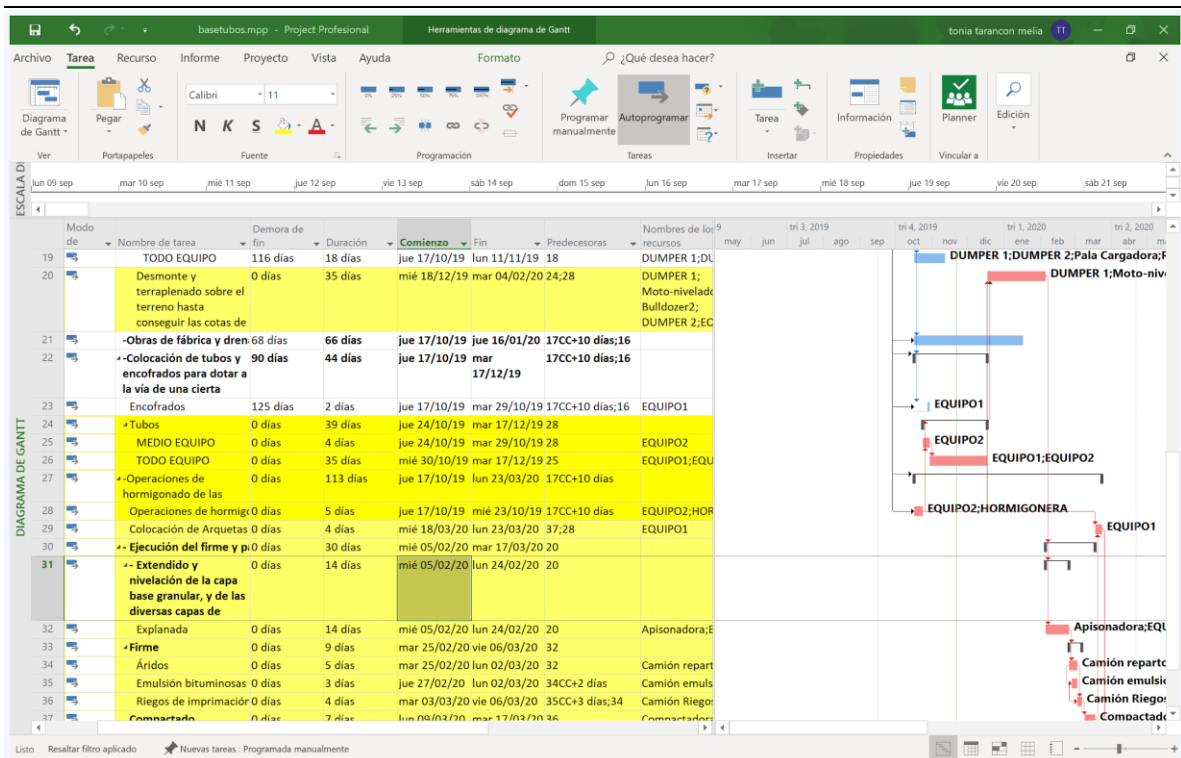 basetubos.mpp - Project Profesional
Herramientas de diagrama de Gantt
tonia tarancon melia
TT
Archivo Tarea Recurso Informe Proyecto Vista Ayuda Formato ¿Qué desea hacer?
Diagrama de Gantt
Pegar
Calibri 11
N K S A
0% 25% 50% 75% 100%
Programar manualmente
Autoprogramar
Tarea
Información
Planner
Edición
Ver Portapapeles Fuente Programación Tareas Insertar Propiedades Vincular a
ESCALA DE
lun 09 sep mar 10 sep mié 11 sep jue 12 sep vie 13 sep sáb 14 sep dom 15 sep lun 16 sep mar 17 sep mié 18 sep jue 19 sep vie 20 sep sáb 21 sep
Modo de Nombre de tarea Demora de fin Duración Comienzo Fin Predecesoras Nombres de los recursos
9 tri 3, 2019 tri 4, 2019 tri 1, 2020 tri 2, 2020
may jun jul ago sep oct nov dic ene feb mar abr
DIAGRAMA DE GANTT
19 TODO EQUIPO 116 días 18 días jue 17/10/19 lun 11/11/19 18 DUMPER 1;DU
DUMPER 1;DUMPER 2;Pala Cargadora;R
20 Desmonte y 0 días 35 días mié 18/12/19 mar 04/02/20 24;28 DUMPER 1;
terraplenado sobre el Moto-nivelado
terreno hasta Bulldozer2;
conseguir las cotas de DUMPER 2;EC
DUMPER 1;Moto-nive
21 -Obras de fábrica y dren 68 días 66 días jue 17/10/19 jue 16/01/20 17CC+10 días;16
22 -Colocación de tubos y 90 días 44 días jue 17/10/19 mar 17CC+10 días;16
encofrados para dotar a 17/12/19
la vía de una cierta
23 Encofrados 125 días 2 días jue 17/10/19 mar 29/10/19 17CC+10 días;16 EQUIPO1
EQUIPO1
24 Tubos 0 días 39 días jue 24/10/19 mar 17/12/19 28
25 MEDIO EQUIPO 0 días 4 días jue 24/10/19 mar 29/10/19 28 EQUIPO2
EQUIPO2
26 TODO EQUIPO 0 días 35 días mié 30/10/19 mar 17/12/19 25 EQUIPO1;EQU
EQUIPO1;EQUIPO2
27 -Operaciones de 0 días 113 días jue 17/10/19 lun 23/03/20 17CC+10 días
hormigonado de las
28 Operaciones de hormigo 0 días 5 días jue 17/10/19 mié 23/10/19 17CC+10 días EQUIPO2;HOR
EQUIPO2;HORMIGONERA
29 Colocación de Arquetas 0 días 4 días mié 18/03/20 lun 23/03/20 37;28 EQUIPO1
EQUIPO1
30 - Ejecución del firme y pa 0 días 30 días mié 05/02/20 mar 17/03/20 20
31 - Extendido y 0 días 14 días mié 05/02/20 lun 24/02/20 20
nivelación de la capa
base granular, y de las
diversas capas de
32 Explanada 0 días 14 días mié 05/02/20 lun 24/02/20 20 Apisonadora;E
Apisonadora;EQU
33 Firme 0 días 9 días mar 25/02/20 vie 06/03/20 32
34 Áridos 0 días 5 días mar 25/02/20 lun 02/03/20 32 Camión repart
Camión reparto
35 Emulsión bituminosas 0 días 3 días jue 27/02/20 lun 02/03/20 34CC+2 días Camión emuls
Camión emulsió
36 Riegos de imprimación 0 días 4 días mar 03/03/20 vie 06/03/20 35CC+3 días;34 Camión Riego
Camión Riegos
37 Compactado 0 días 7 días lun 09/03/20 mar 17/03/20 36 Compactadora
Compactado
Listo Resaltar filtro aplicado Nuevas tareas : Programada manualmente